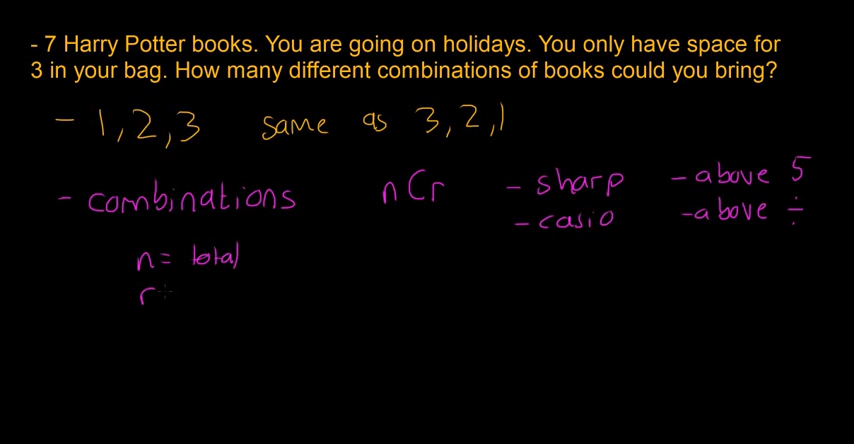 - 7 Harry Potter books. You are going on holidays. You only have space for
3 in your bag. How many different combinations of books could you bring?
- 1, 2, 3 same as 3, 2, 1
- combinations nCr - sharp - above 5
- casio - above ÷
n = total
r